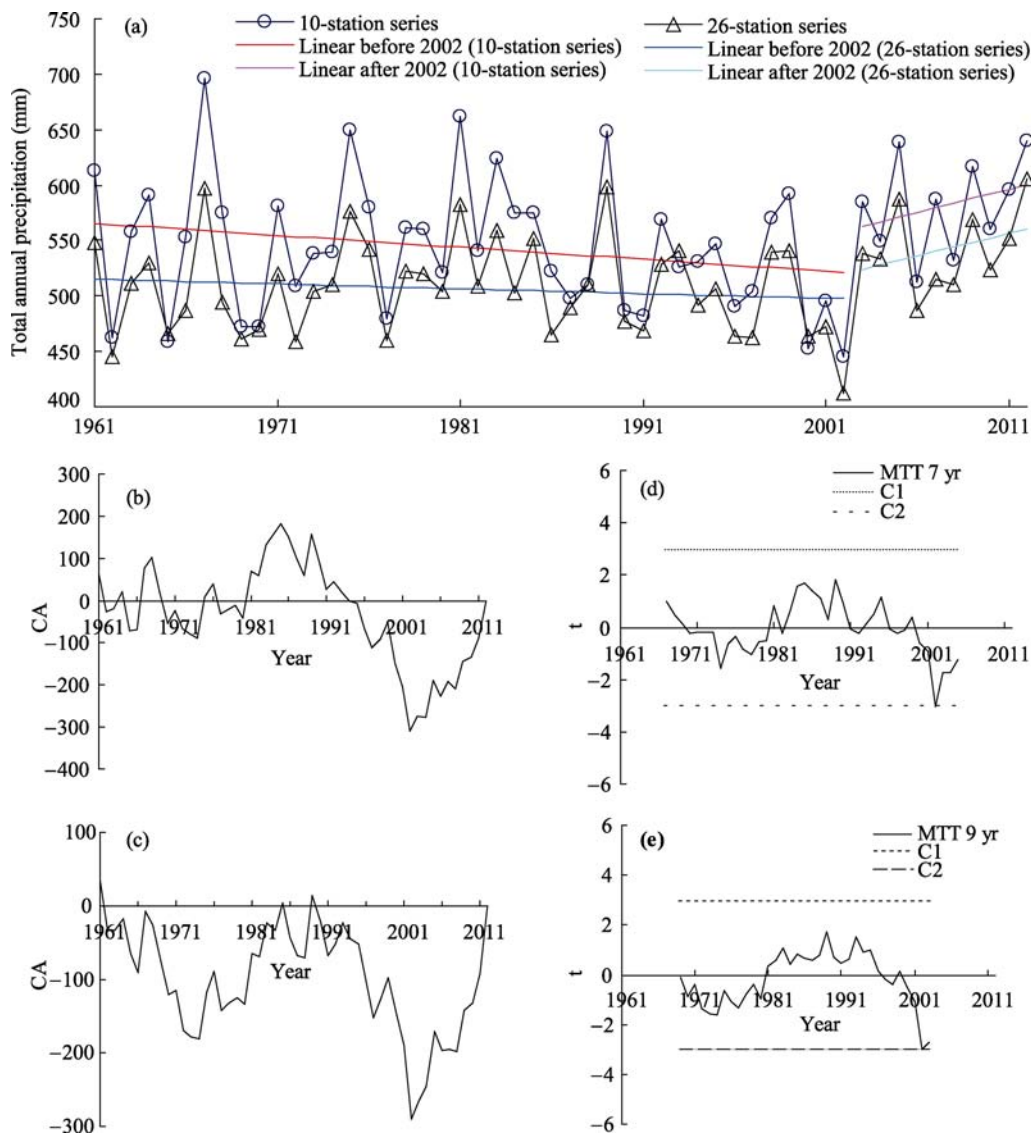 (a)
10-station series
26-station series
Linear before 2002 (10-station series)
Linear before 2002 (26-station series)
Linear after 2002 (10-station series)
Linear after 2002 (26-station series)
Total annual precipitation (mm)
750
700
650
600
550
500
450
400
1961 1971 1981 1991 2001 2011
(b)
CA
300
200
100
0
−100
−200
−300
−400
1961 1971 1981 1991 2001 2011
Year
(d)
MTT 7 yr
C1
C2
t
6
4
2
0
−2
−4
−6
1961 1971 1981 1991 2001 2011
Year
(c)
CA
100
0
−100
−200
−300
1961 1971 1981 1991 2001 2011
Year
(e)
MTT 9 yr
C1
C2
t
6
4
2
0
−2
−4
−6
1961 1971 1981 1991 2001 2011
Year